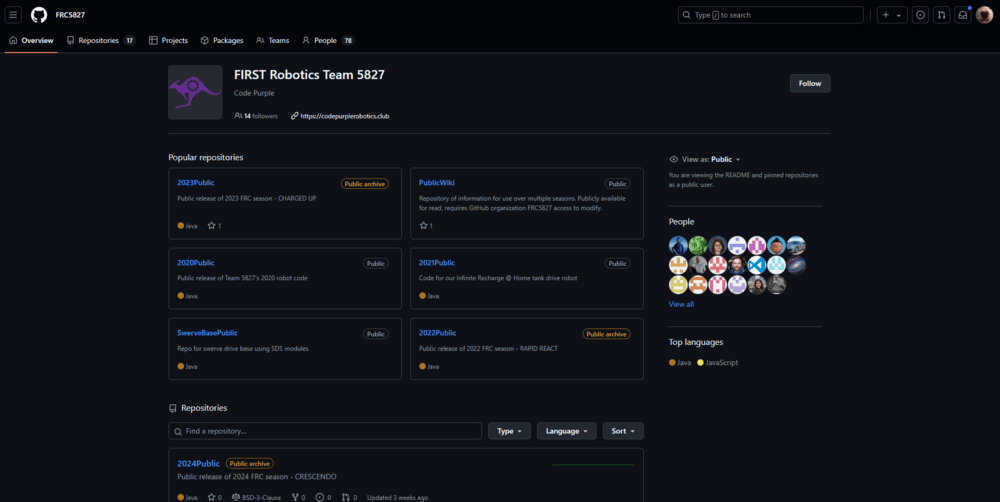 FRC5827
Type / to search
Overview
Repositories 17
Projects
Packages
Teams
People 78
FIRST Robotics Team 5827
Code Purple
14 followers
https://codepurplerobotics.club
Follow
Popular repositories
2023Public Public archive
Public release of 2023 FRC season - CHARGED UP
Java 1
PublicWiki Public
Repository of information for use over multiple seasons. Publicly available
for read, requires GitHub organization FRC5827 access to modify.
1
2020Public Public
Public release of Team 5827's 2020 robot code
Java
2021Public Public
Code for our Infinite Recharge @ Home tank drive robot
Java
SwerveBasePublic Public
Repo for swerve drive base using SDS modules
Java
2022Public Public archive
Public release of 2022 FRC season - RAPID REACT
Java
Repositories
Find a repository...
Type
Language
Sort
2024Public Public archive
Public release of 2024 FRC season - CRESCENDO
Java 0 BSD-3-Clause 0 0 0 Updated 3 weeks ago
View as: Public
You are viewing the README and pinned repositories
as a public user.
People
View all
Top languages
Java JavaScript